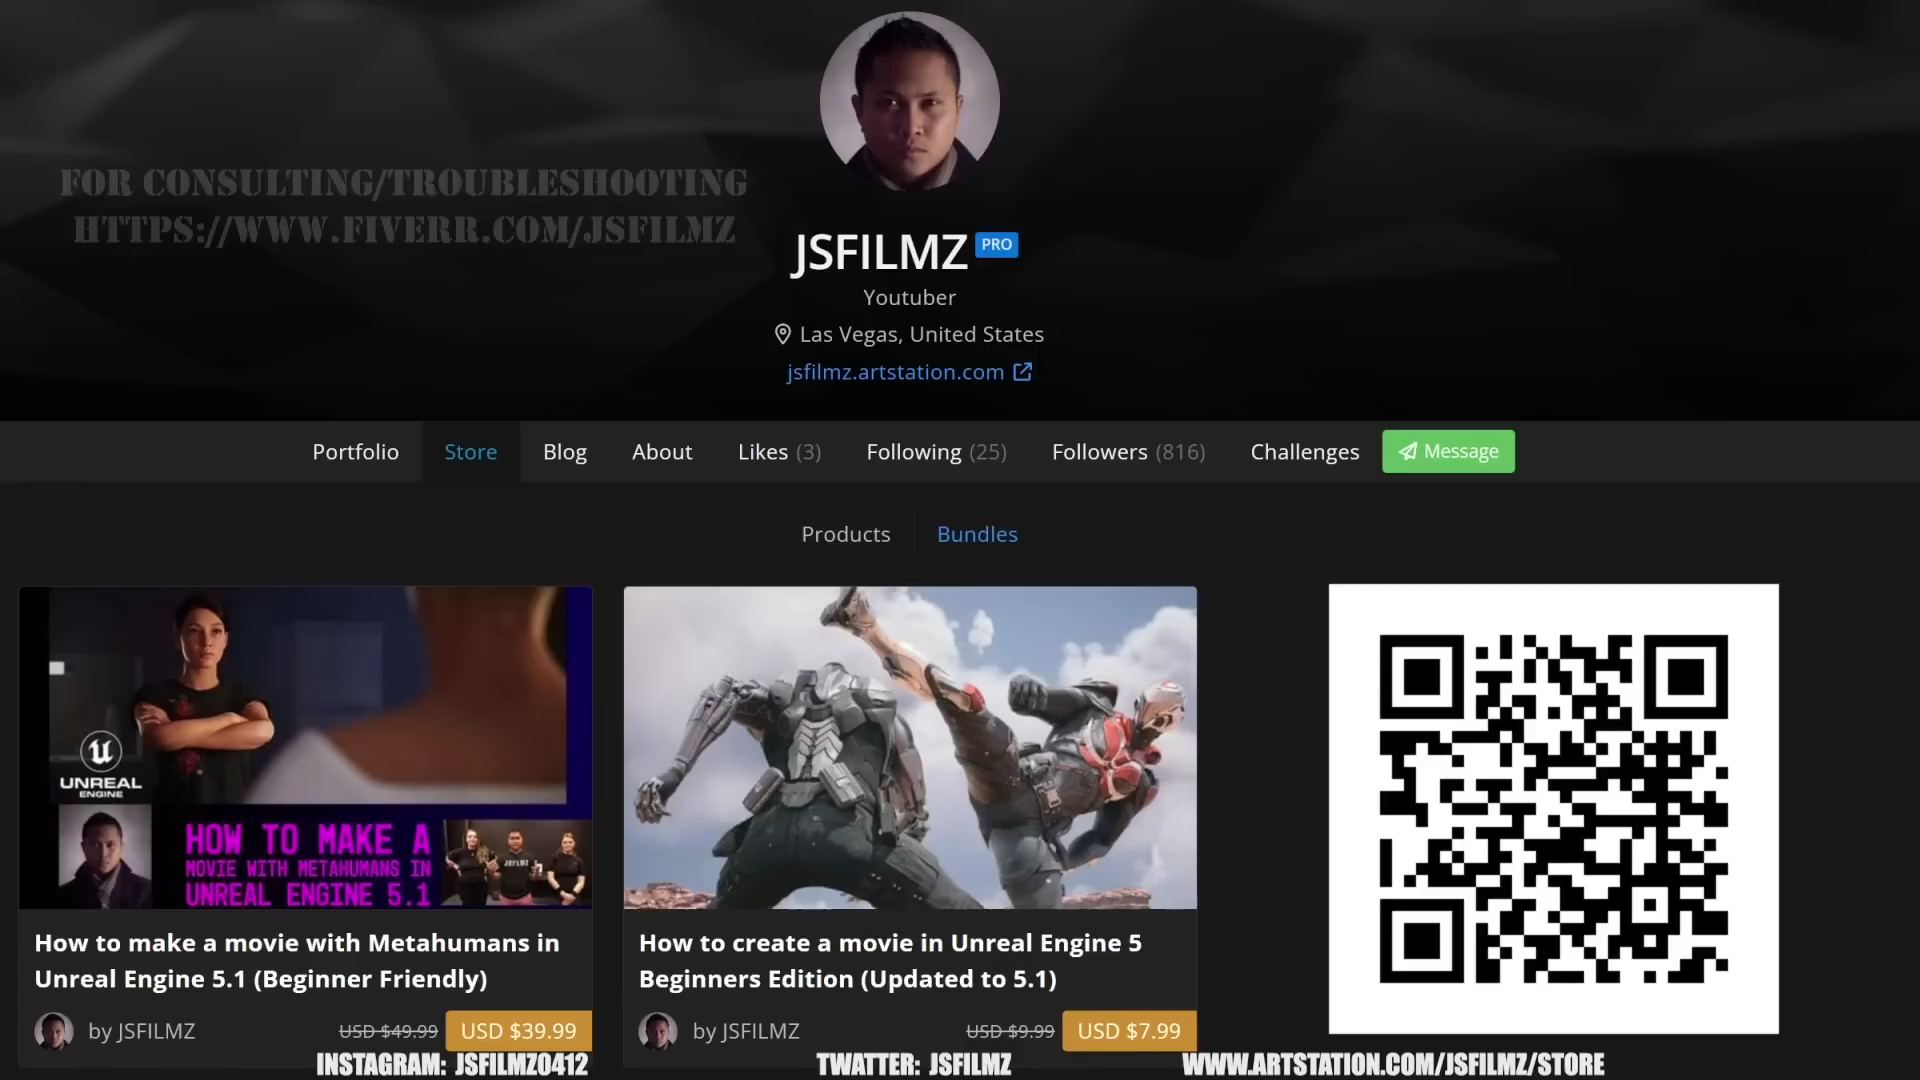 FOR CONSULTING/TROUBLESHOOTING
HTTPS://WWW.FIVERR.COM/JSFILMZ
JSFILMZ PRO
Youtuber
Las Vegas, United States
jsfilmz.artstation.com
Portfolio Store Blog About Likes (3) Following (25) Followers (816) Challenges Message
Products Bundles
UNREAL
ENGINE
HOW TO MAKE A
MOVIE WITH METAHUMANS IN
UNREAL ENGINE 5.1
JSFILMZ
How to make a movie with Metahumans in
Unreal Engine 5.1 (Beginner Friendly)
by JSFILMZ USD $49.99 USD $39.99
How to create a movie in Unreal Engine 5
Beginners Edition (Updated to 5.1)
by JSFILMZ USD $9.99 USD $7.99
INSTAGRAM: JSFILMZ0412 TWATTER: JSFILMZ WWW.ARTSTATION.COM/JSFILMZ/STORE